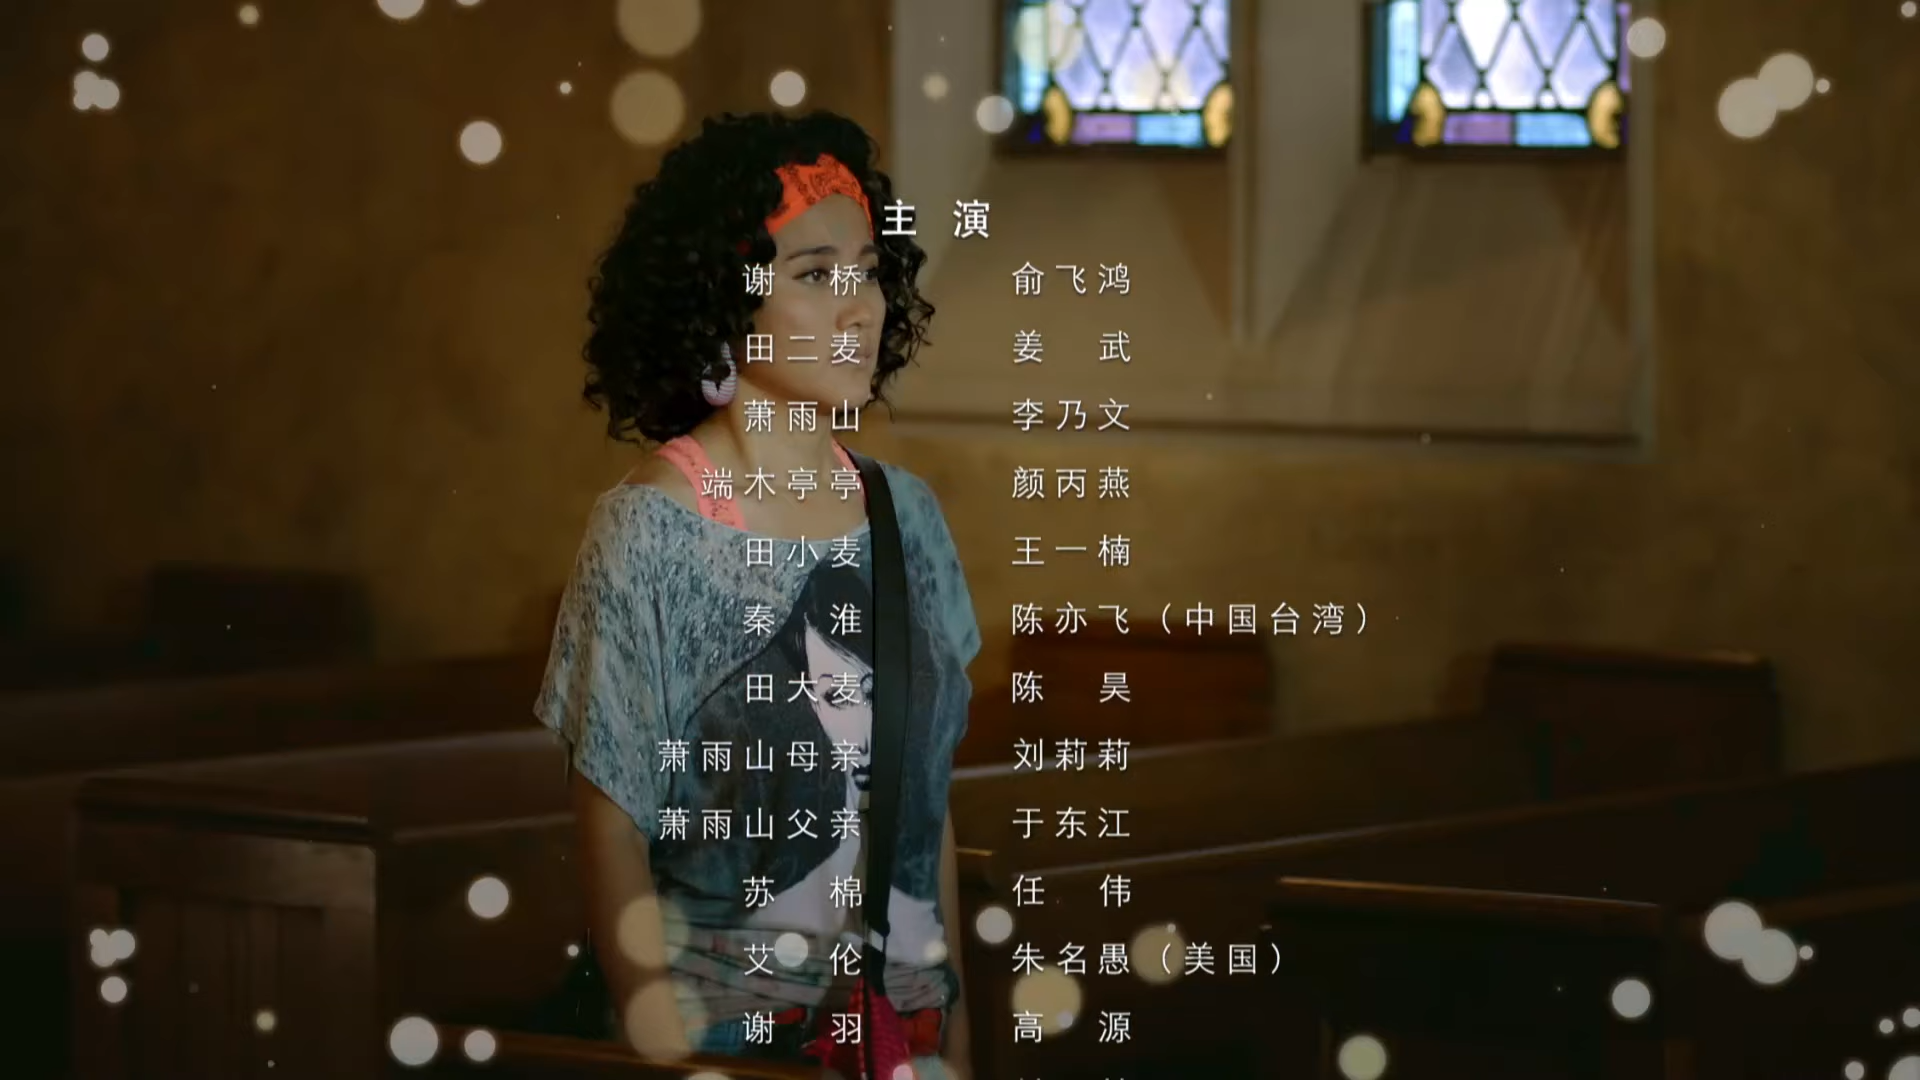 主演
谢桥 俞飞鸿
田二麦 姜武
萧雨山 李乃文
端木亭亭 颜丙燕
田小麦 王一楠
秦淮 陈亦飞（中国台湾）
田大麦 陈昊
萧雨山母亲 刘莉莉
萧雨山父亲 于东江
苏棉 任伟
艾伦 朱名愚（美国）
谢羽 高源